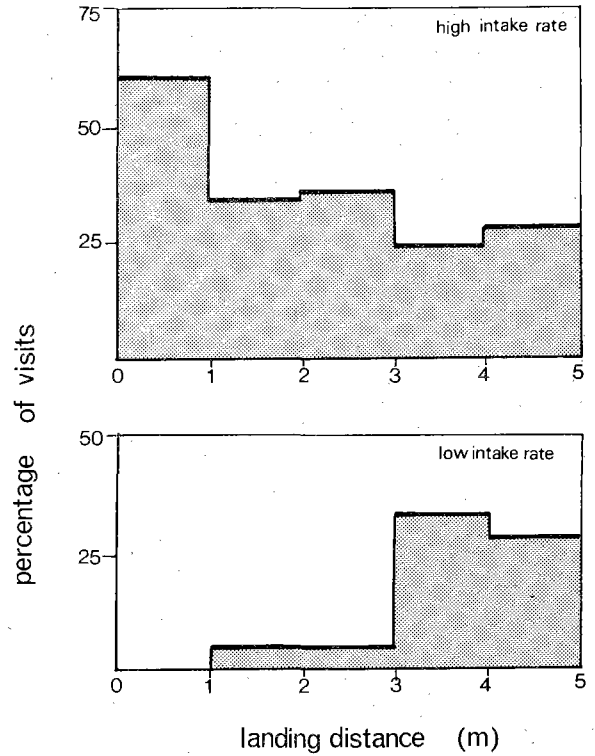 75
high intake rate
50
25
0 1 2 3 4 5
percentage of visits
50
low intake rate
25
0 1 2 3 4 5
landing distance (m)